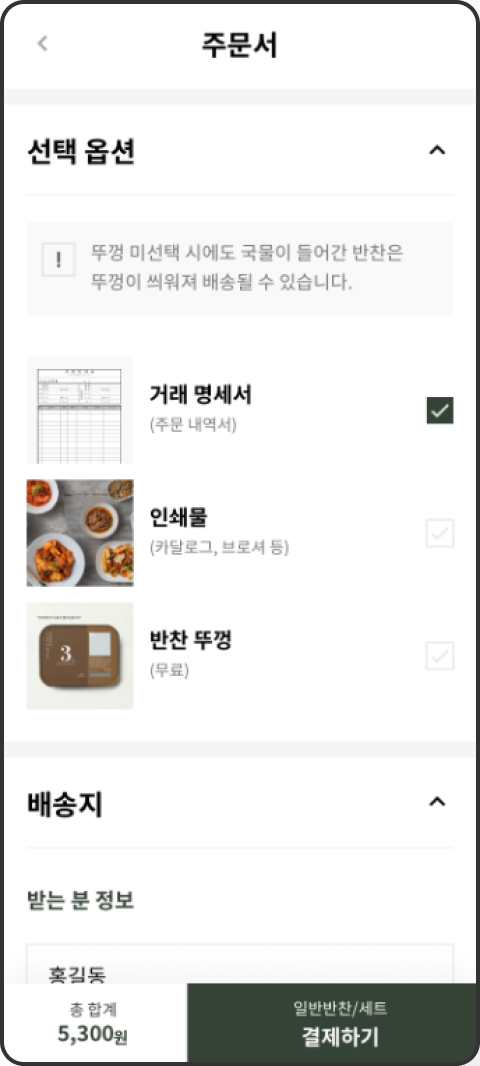 주문서
선택 옵션
!
뚜껑 미선택 시에도 국물이 들어간 반찬은
뚜껑이 씌워져 배송될 수 있습니다.
거래 명세서
(주문 내역서)
인쇄물
(카달로그, 브로셔 등)
3
반찬 뚜껑
(무료)
배송지
받는 분 정보
홍길동
총 합계
5,300원
일반반찬/세트
결제하기